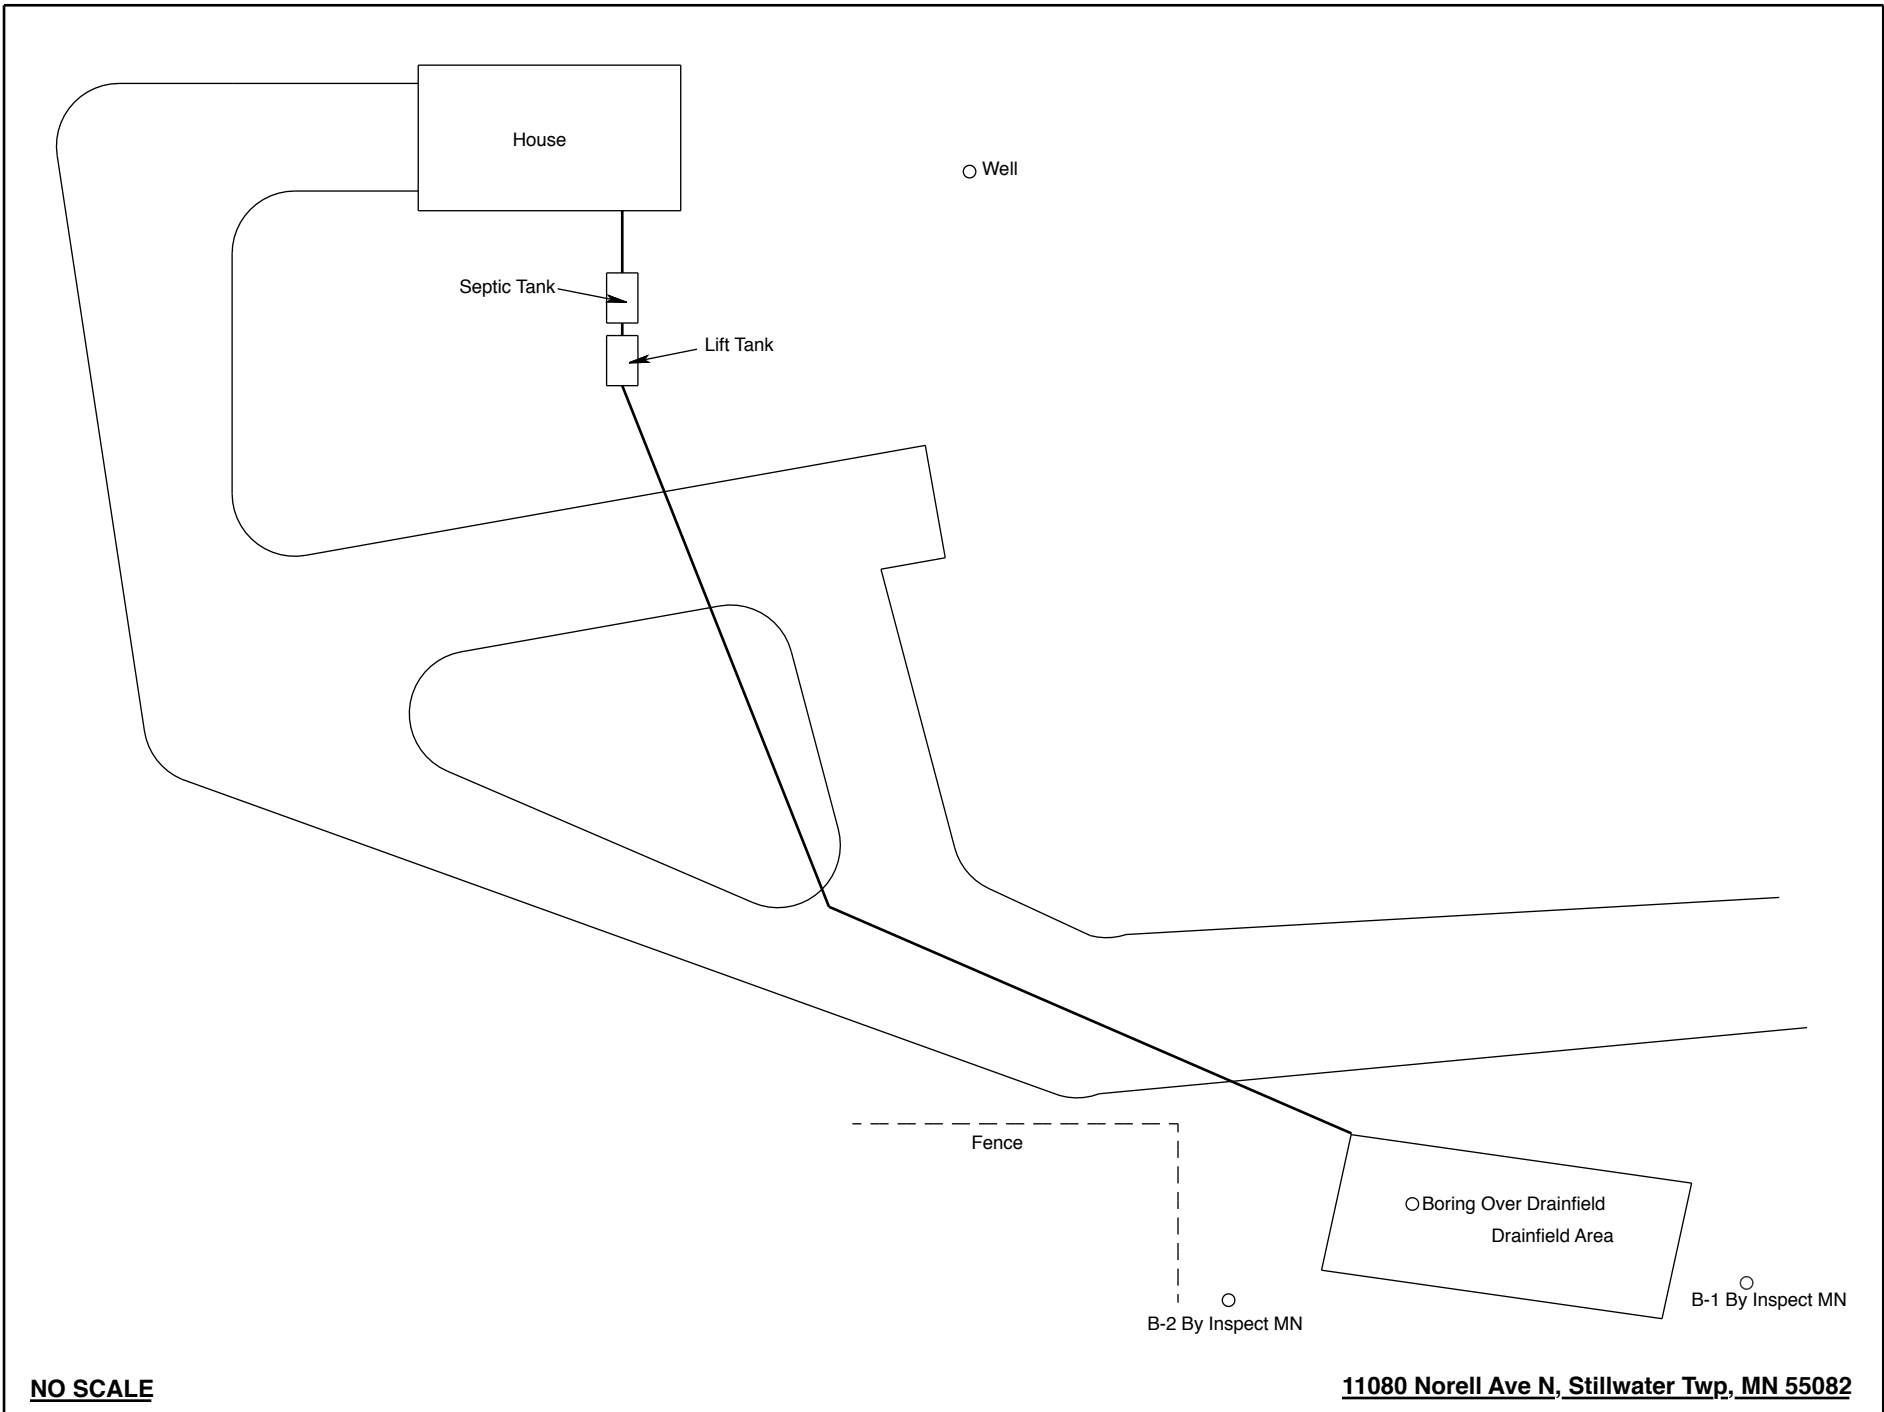 House
Well
Septic Tank
Lift Tank
Fence
Boring Over Drainfield
Drainfield Area
B-1 By Inspect MN
B-2 By Inspect MN
NO SCALE
11080 Norell Ave N, Stillwater Twp, MN 55082